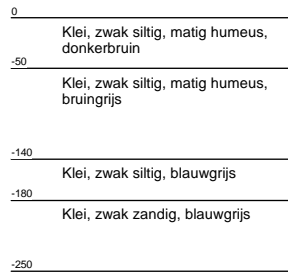 0
Klei, zwak siltig, matig humeus,
donkerbruin
-50
Klei, zwak siltig, matig humeus,
bruingrijs
-140
Klei, zwak siltig, blauwgrijs
-180
Klei, zwak zandig, blauwgrijs
-250